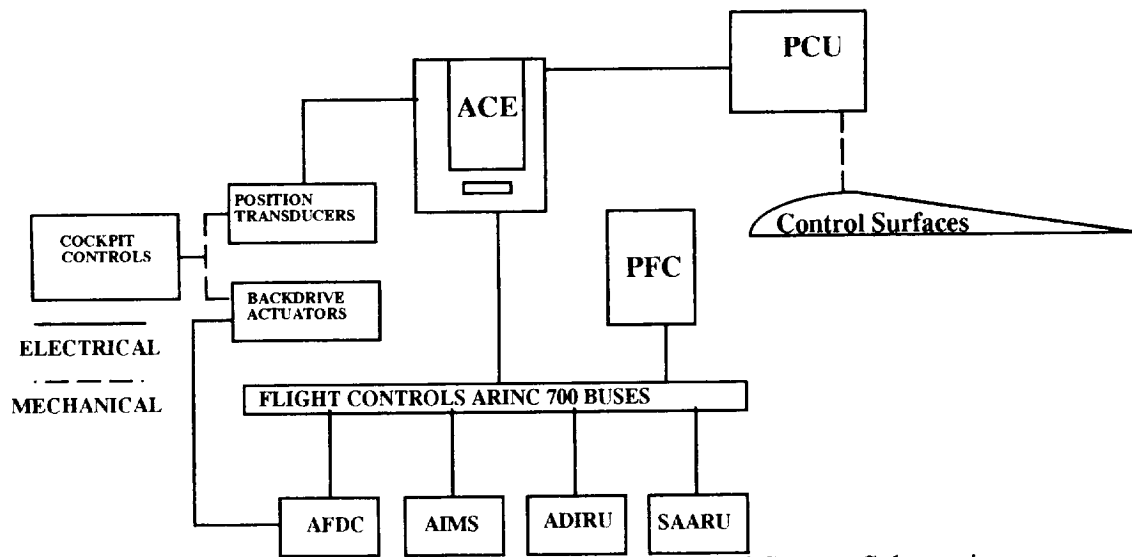 PCU
ACE
POSITION
TRANSDUCERS
Control Surfaces
COCKPIT
CONTROLS
PFC
BACKDRIVE
ACTUATORS
ELECTRICAL
MECHANICAL
FLIGHT CONTROLS ARINC 700 BUSES
AFDC
AIMS
ADIRU
SAARU